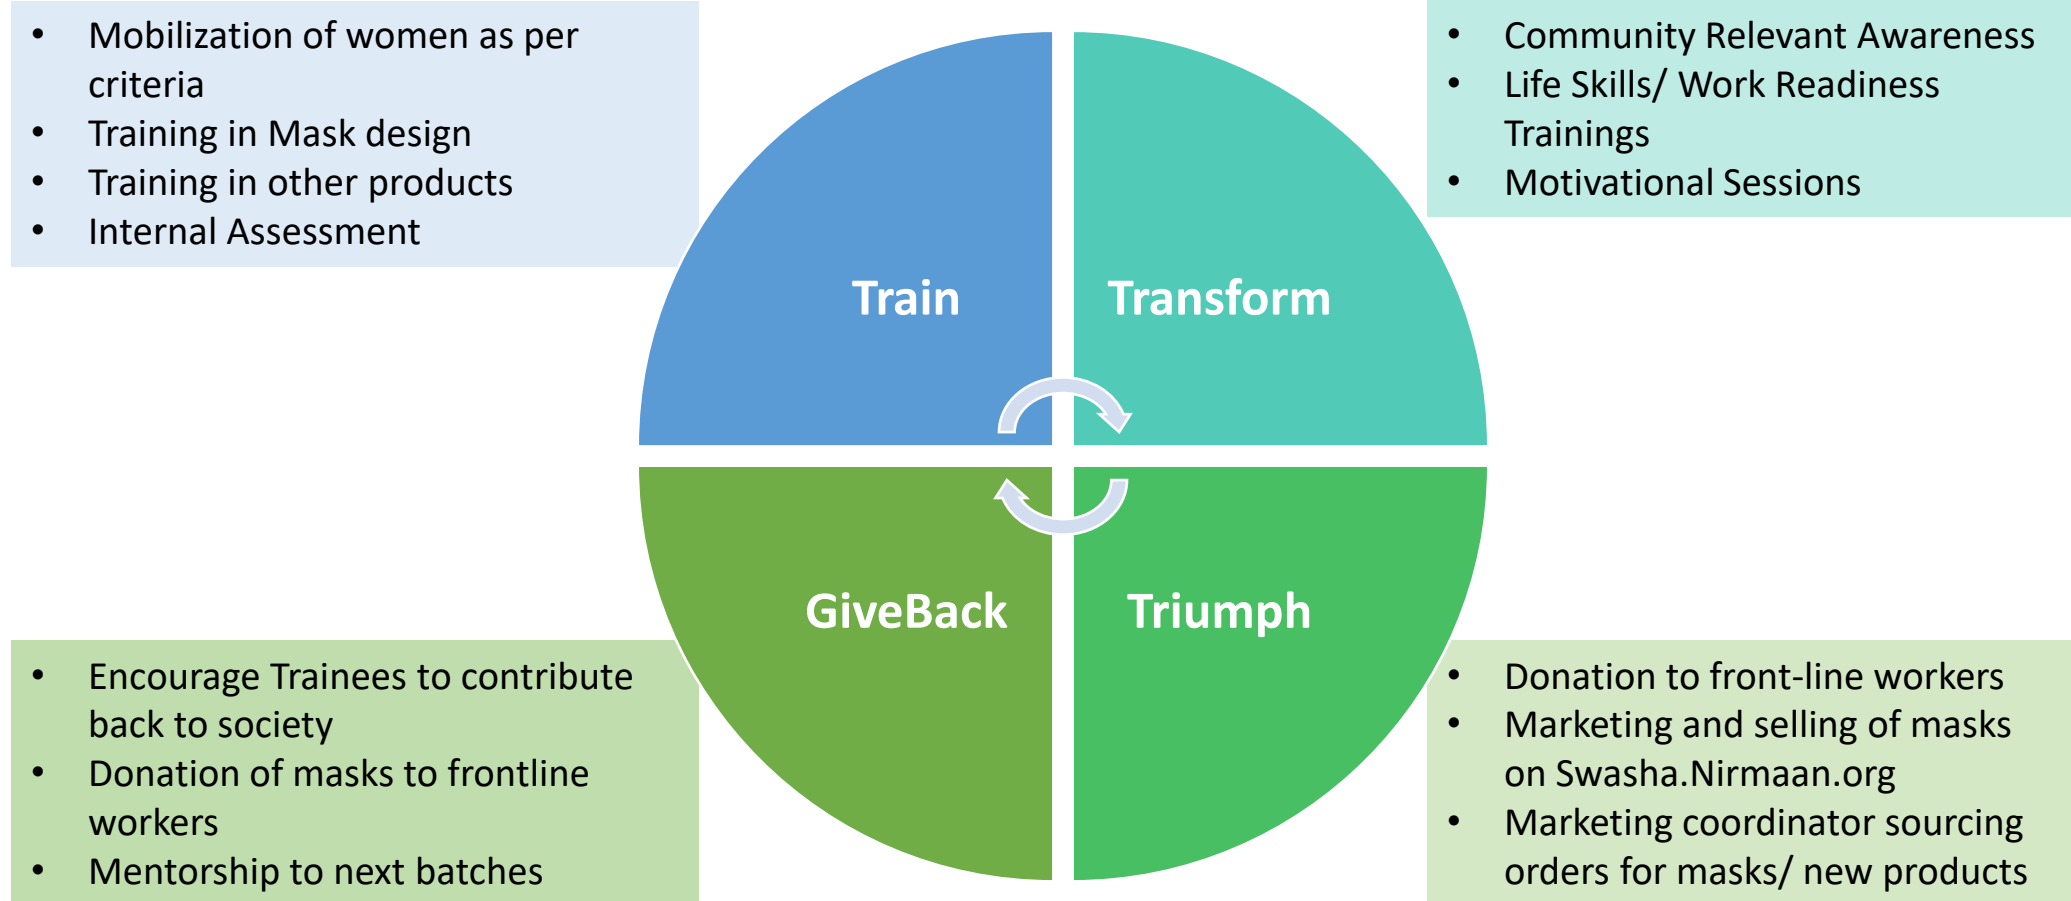 • Mobilization of women as per
criteria
• Training in Mask design
• Training in other products
• Internal Assessment
• Community Relevant Awareness
• Life Skills/ Work Readiness
Trainings
• Motivational Sessions
Train
Transform
GiveBack
Triumph
• Encourage Trainees to contribute
back to society
• Donation of masks to frontline
workers
• Mentorship to next batches
• Donation to front-line workers
• Marketing and selling of masks
on Swasha.Nirmaan.org
• Marketing coordinator sourcing
orders for masks/ new products